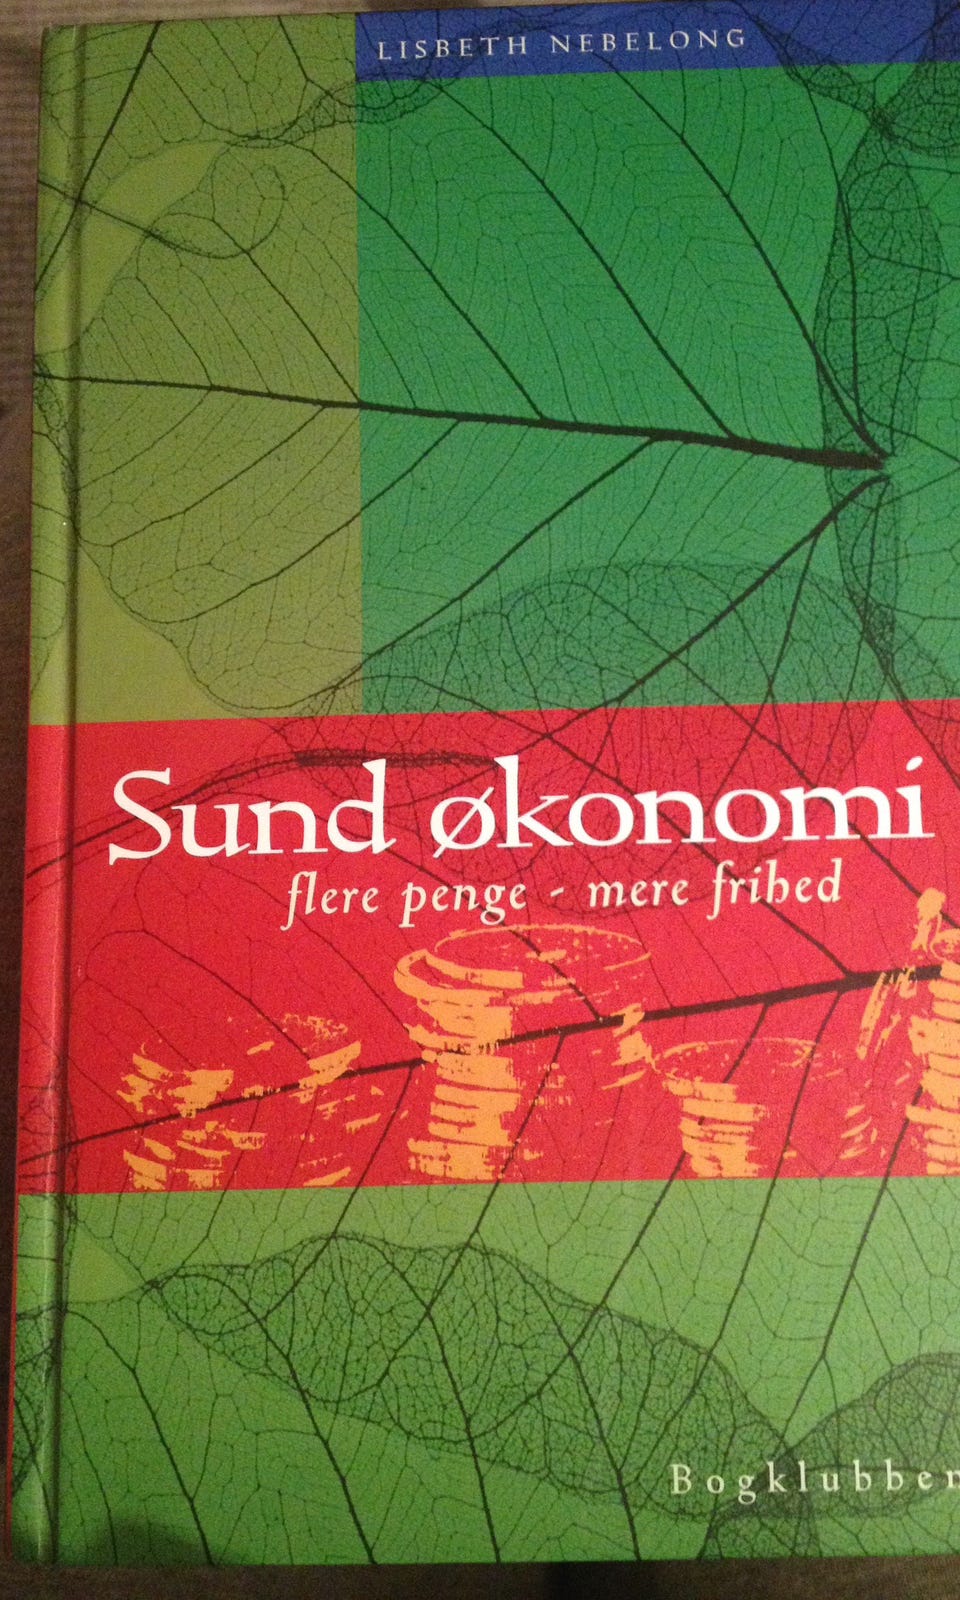 LISBETH NEBELONG
Sund økonomi
flere penge - mere frihed
Bogklubben